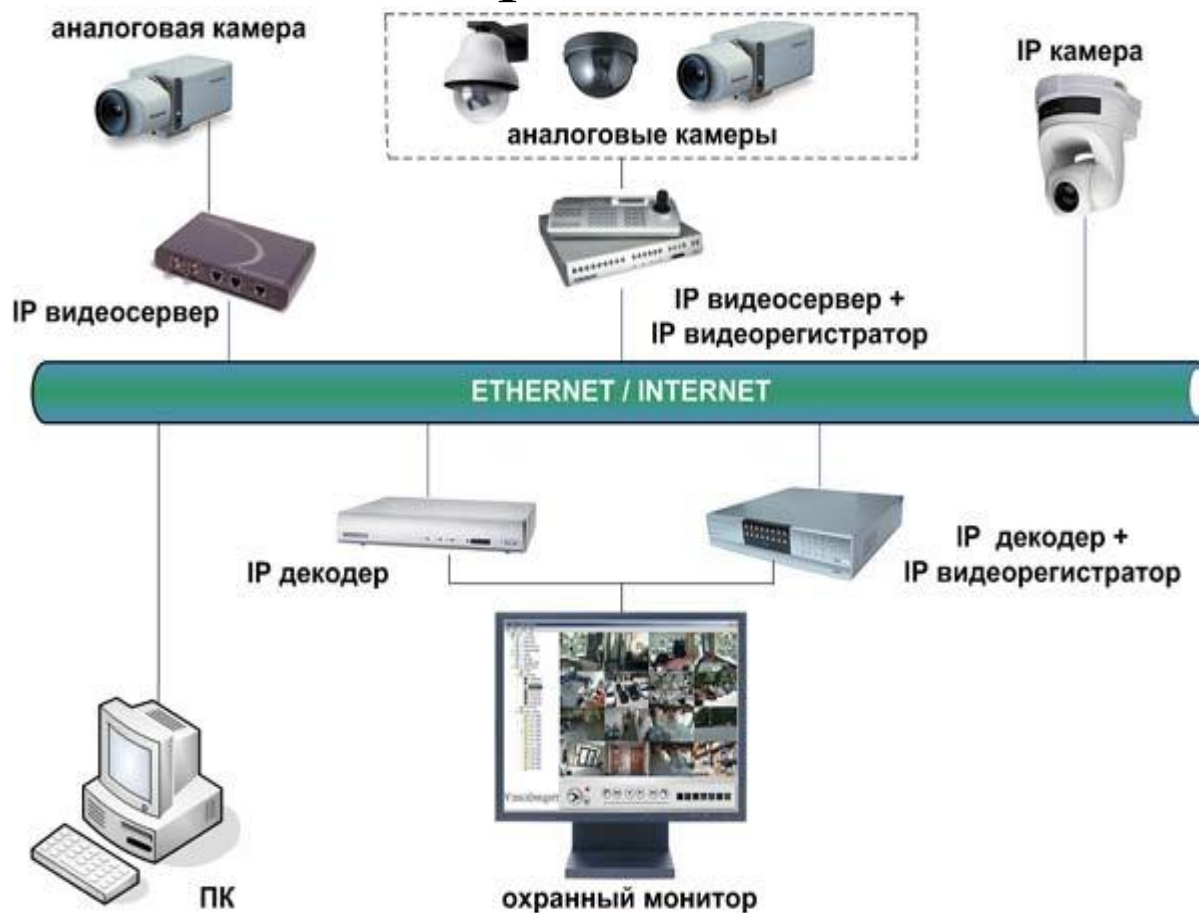 аналоговая камера
IP камера
аналоговые камеры
IP видеосервер
IP видеосервер +
IP видеорегистратор
ETHERNET / INTERNET
IP декодер
IP декодер +
IP видеорегистратор
ПК
охранный монитор